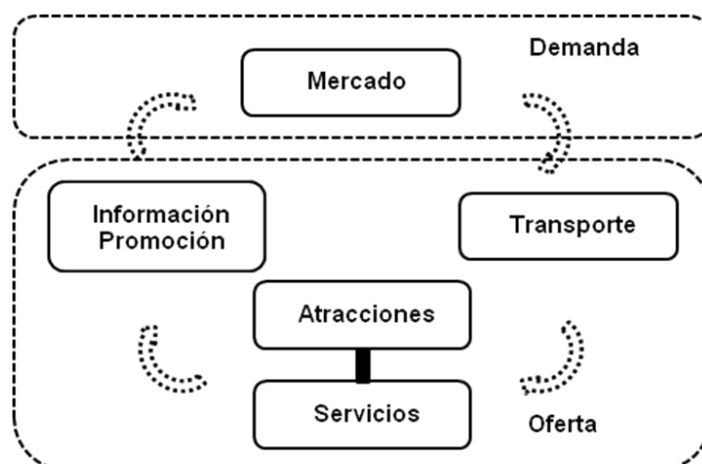 Demanda
Mercado
Información
Promoción
Transporte
Atracciones
Servicios
Oferta